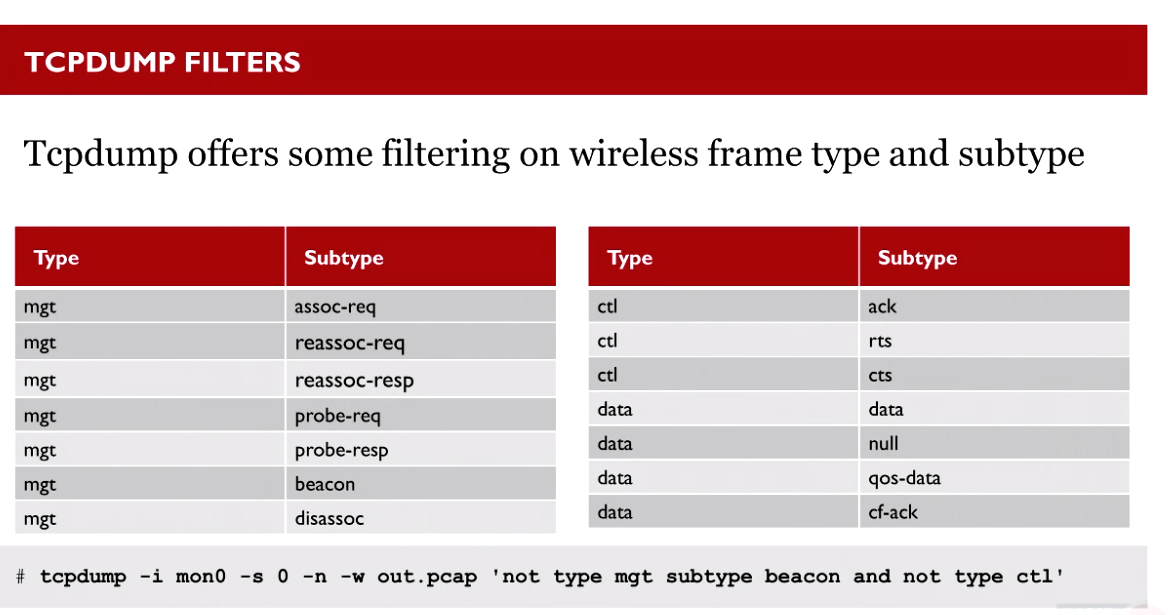 TCPDUMP FILTERS
Tcpdump offers some filtering on wireless frame type and subtype
Type Subtype
mgt assoc-req
mgt reassoc-req
mgt reassoc-resp
mgt probe-req
mgt probe-resp
mgt beacon
mgt disassoc
Type Subtype
ctl ack
ctl rts
ctl cts
data data
data null
data qos-data
data cf-ack
# tcpdump -i mon0 -s 0 -n -w out.pcap 'not type mgt subtype beacon and not type ctl'